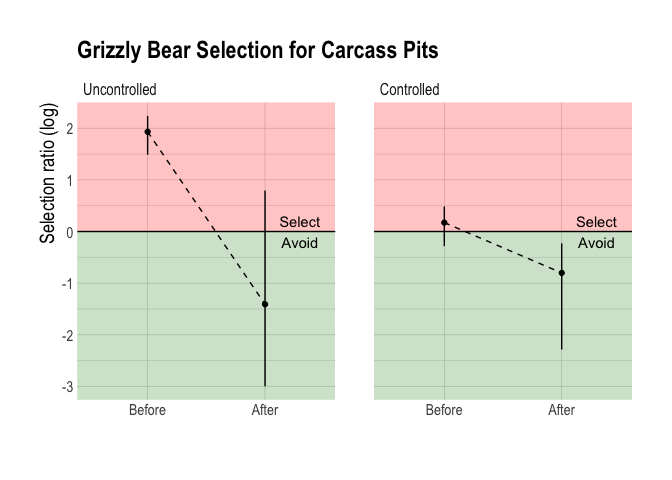 Grizzly Bear Selection for Carcass Pits
Uncontrolled
Controlled
Selection ratio (log)
2
1
0
-1
-2
-3
Select
Avoid
Select
Avoid
Before
After
Before
After